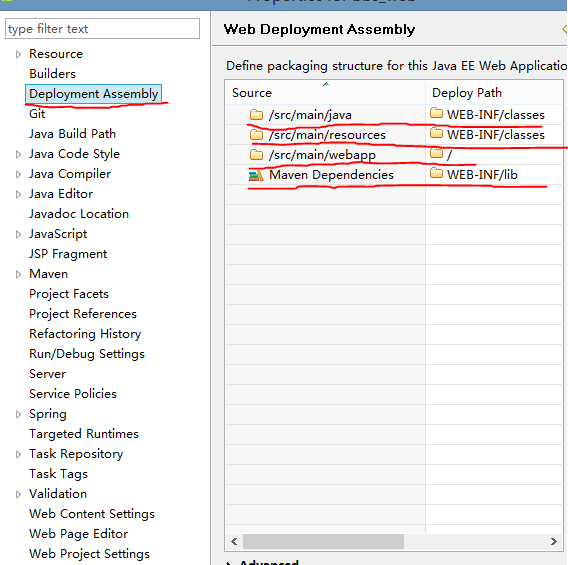 type filter text
Resource
Builders
Deployment Assembly
Git
Java Build Path
Java Code Style
Java Compiler
Java Editor
Javadoc Location
JavaScript
JSP Fragment
Maven
Project Facets
Project References
Refactoring History
Run/Debug Settings
Server
Service Policies
Spring
Targeted Runtimes
Task Repository
Task Tags
Validation
Web Content Settings
Web Page Editor
Web Project Settings
Web Deployment Assembly
Define packaging structure for this Java EE Web Application
Source Deploy Path
/src/main/java WEB-INF/classes
/src/main/resources WEB-INF/classes
/src/main/webapp /
Maven Dependencies WEB-INF/lib